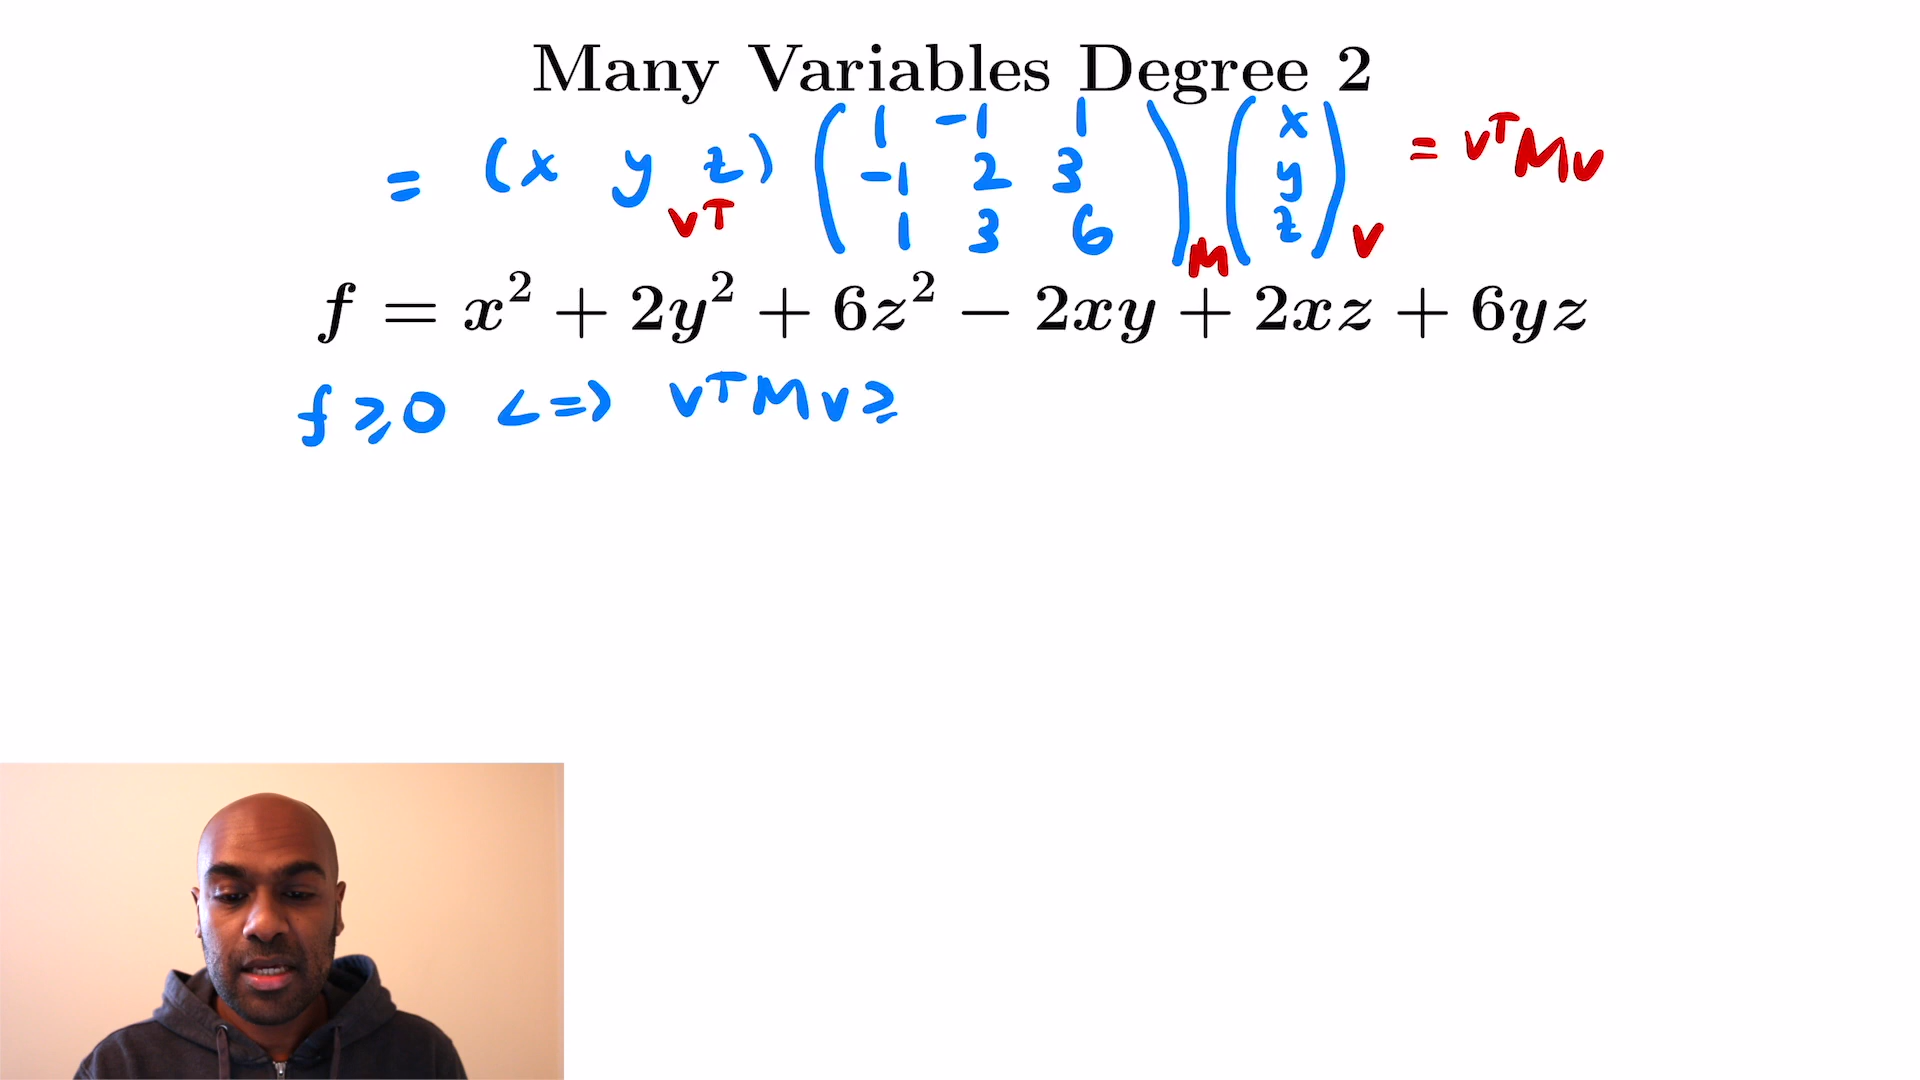 Many Variables Degree 2
= (x y z) ( 1 -1 1 ) ( x ) = vᵀMv
vᵀ ( -1 2 3 ) ( y )
( 1 3 6 ) M ( z ) v
f = x² + 2y² + 6z² − 2xy + 2xz + 6yz
f ≥ 0 <=> vᵀMv ≥